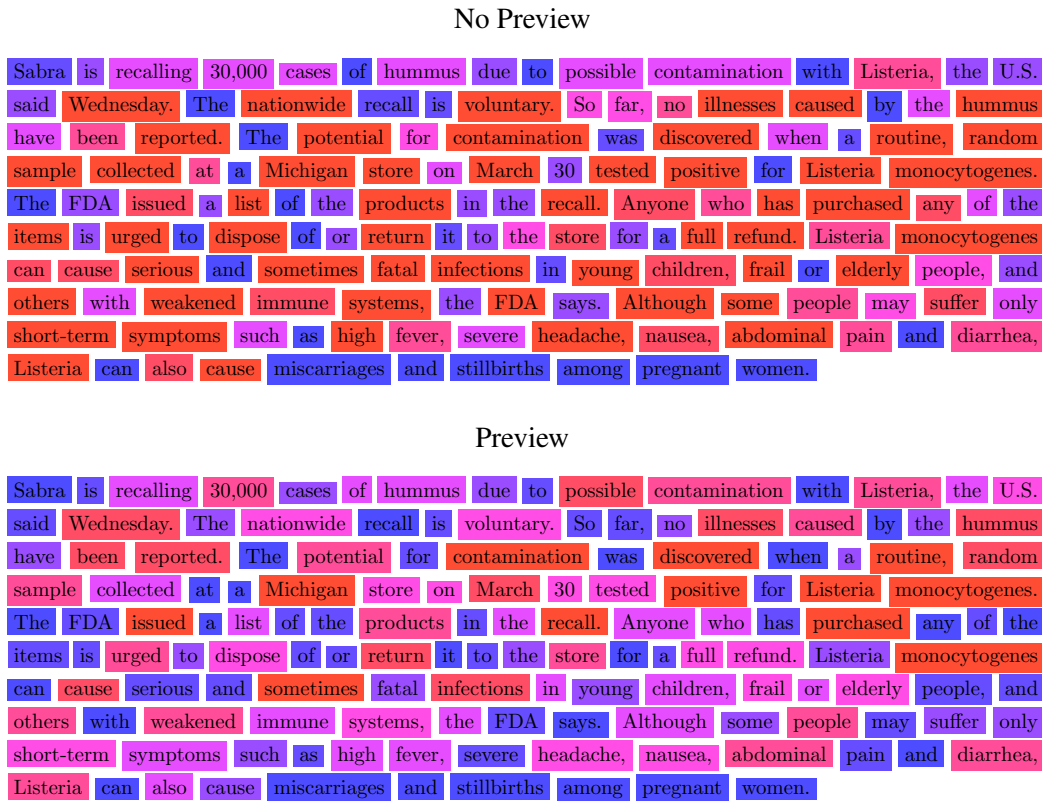 No Preview
Sabra is recalling 30,000 cases of hummus due to possible contamination with Listeria, the U.S.
said Wednesday. The nationwide recall is voluntary. So far, no illnesses caused by the hummus
have been reported. The potential for contamination was discovered when a routine, random
sample collected at a Michigan store on March 30 tested positive for Listeria monocytogenes.
The FDA issued a list of the products in the recall. Anyone who has purchased any of the
items is urged to dispose of or return it to the store for a full refund. Listeria monocytogenes
can cause serious and sometimes fatal infections in young children, frail or elderly people, and
others with weakened immune systems, the FDA says. Although some people may suffer only
short-term symptoms such as high fever, severe headache, nausea, abdominal pain and diarrhea,
Listeria can also cause miscarriages and stillbirths among pregnant women.
Preview
Sabra is recalling 30,000 cases of hummus due to possible contamination with Listeria, the U.S.
said Wednesday. The nationwide recall is voluntary. So far, no illnesses caused by the hummus
have been reported. The potential for contamination was discovered when a routine, random
sample collected at a Michigan store on March 30 tested positive for Listeria monocytogenes.
The FDA issued a list of the products in the recall. Anyone who has purchased any of the
items is urged to dispose of or return it to the store for a full refund. Listeria monocytogenes
can cause serious and sometimes fatal infections in young children, frail or elderly people, and
others with weakened immune systems, the FDA says. Although some people may suffer only
short-term symptoms such as high fever, severe headache, nausea, abdominal pain and diarrhea,
Listeria can also cause miscarriages and stillbirths among pregnant women.